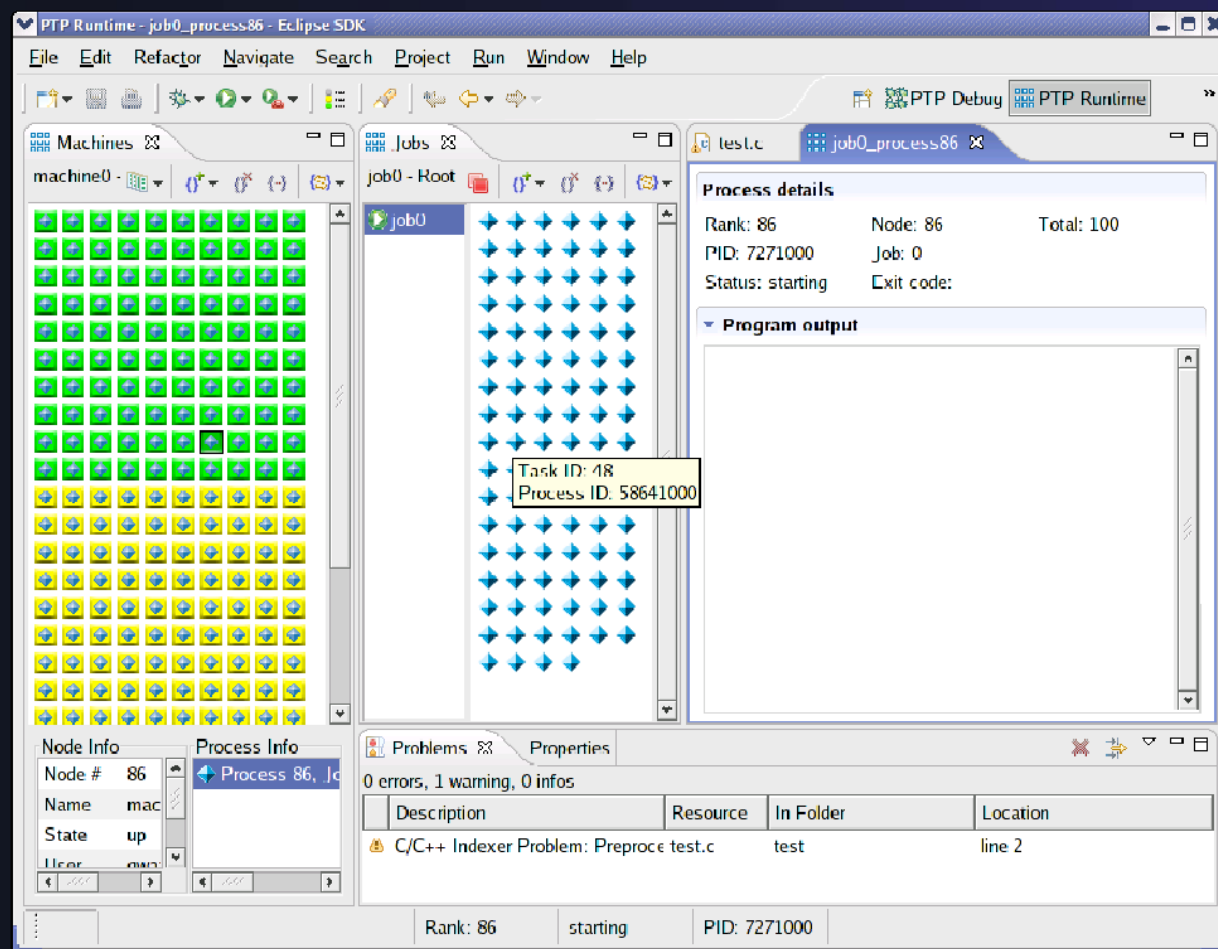 PTP Runtime - job0_process86 - Eclipse SDK
File Edit Refactor Navigate Search Project Run Window Help
PTP Debug PTP Runtime
Machines
machine0 -
Jobs
job0 - Root
job0
Task ID: 48
Process ID: 58641000
test.c job0_process86
Process details
Rank: 86 Node: 86 Total: 100
PID: 7271000 Job: 0
Status: starting Exit code:
Program output
Node Info
Node # 86
Name mac
State up
User
Process Info
Process 86, Jo
Problems Properties
0 errors, 1 warning, 0 infos
Description Resource In Folder Location
C/C++ Indexer Problem: Preproce test.c test line 2
Rank: 86 starting PID: 7271000